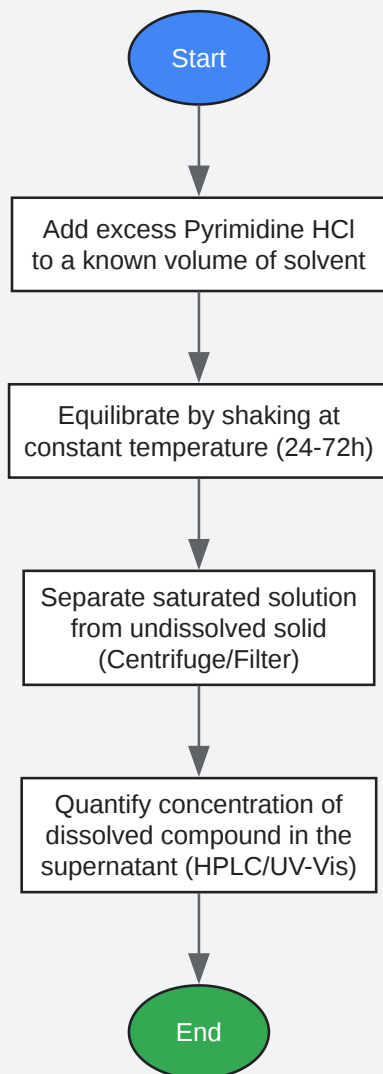 Start
Add excess Pyrimidine HCl
to a known volume of solvent
Equilibrate by shaking at
constant temperature (24-72h)
Separate saturated solution
from undissolved solid
(Centrifuge/Filter)
Quantify concentration of
dissolved compound in the
supernatant (HPLC/UV-Vis)
End